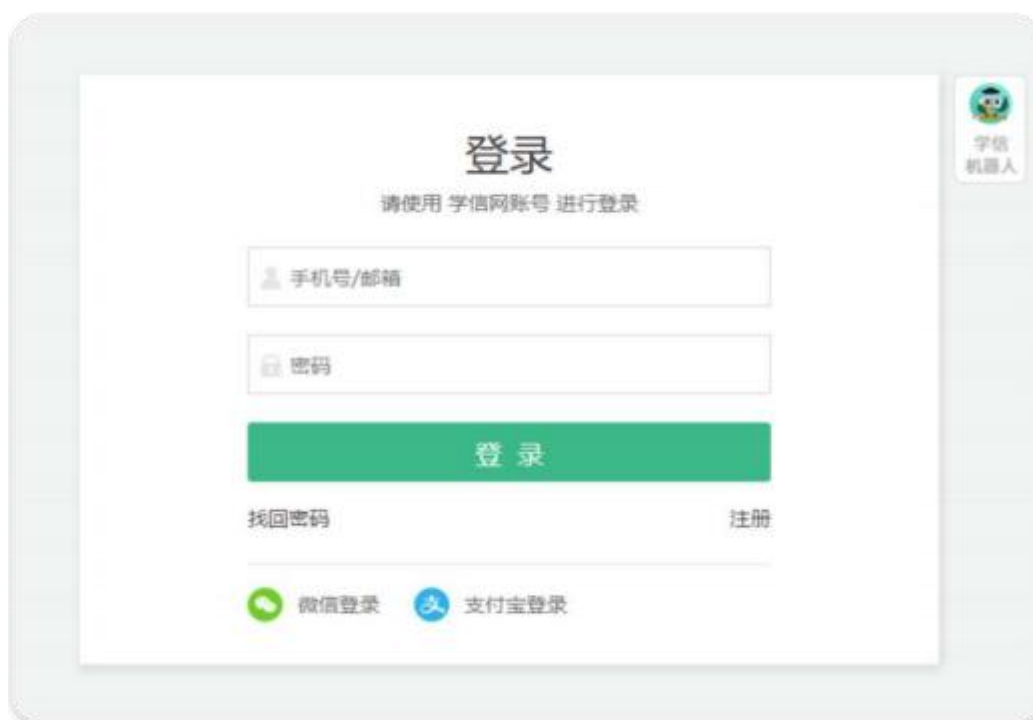 登录
请使用 学信网账号 进行登录
手机号/邮箱
密码
登 录
找回密码
注册
微信登录
支付宝登录
学信
机器人